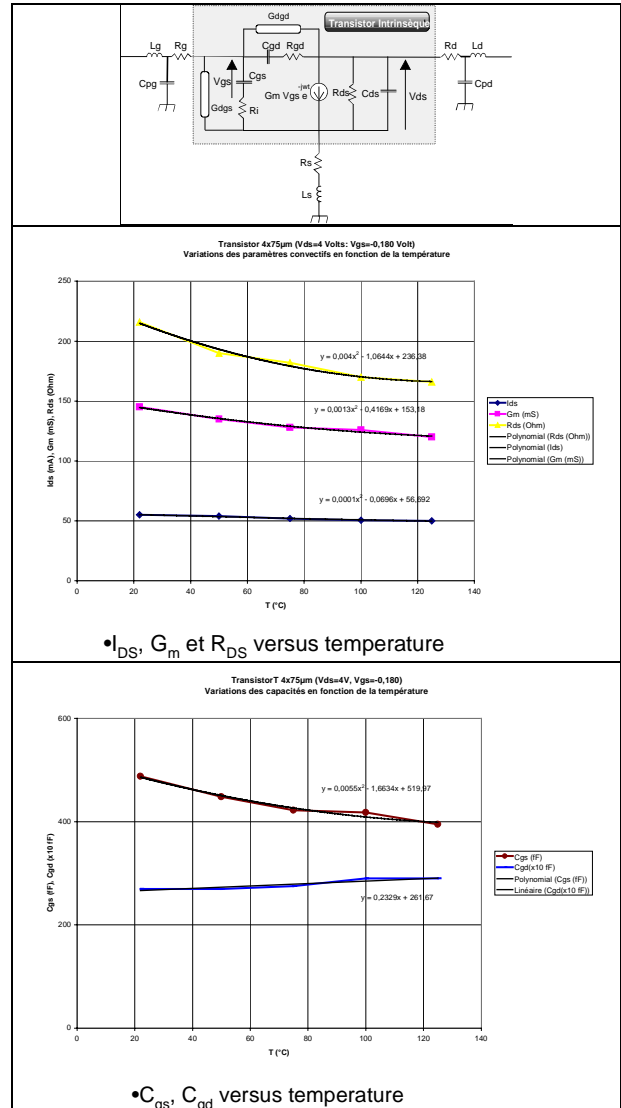 Gdgd
Transistor Intrinsèque
Lg Rg Cgd Rgd Rd Ld
Cpg Vgs Cgs Gm Vgs e -jwt Rds Cds Vds Cpd
Gdgs Ri
Rs
Ls
Transistor 4x75µm (Vds=4 Volts: Vgs=-0,180 Volt)
Variations des paramètres convectifs en fonction de la température
Ids (mA), Gm (mS), Rds (Ohm)
250
200
150
100
50
0
y = 0,004x² - 1,0644x + 236,38
y = 0,0013x² - 0,4169x + 153,18
y = 0,0001x² - 0,0696x + 56,692
Ids
Gm (mS)
Rds (Ohm)
Polynomial (Rds (Ohm))
Polynomial (Ids)
Polynomial (Gm (mS))
0 20 40 60 80 100 120 140
T (°C)
•I_DS, G_m et R_DS versus temperature
TransistorT 4x75µm (Vds=4V, Vgs=-0,180)
Variations des capacités en fonction de la température
Cgs (fF), Cgd (x10 fF)
600
400
200
0
y = 0,0055x² - 1,6634x + 519,97
y = 0,2329x + 261,67
Cgs (fF)
Cgd(x10 fF)
Polynomial (Cgs (fF))
Linéaire (Cgd(x10 fF))
0 20 40 60 80 100 120 140
T (°C)
•C_gs, C_gd versus temperature